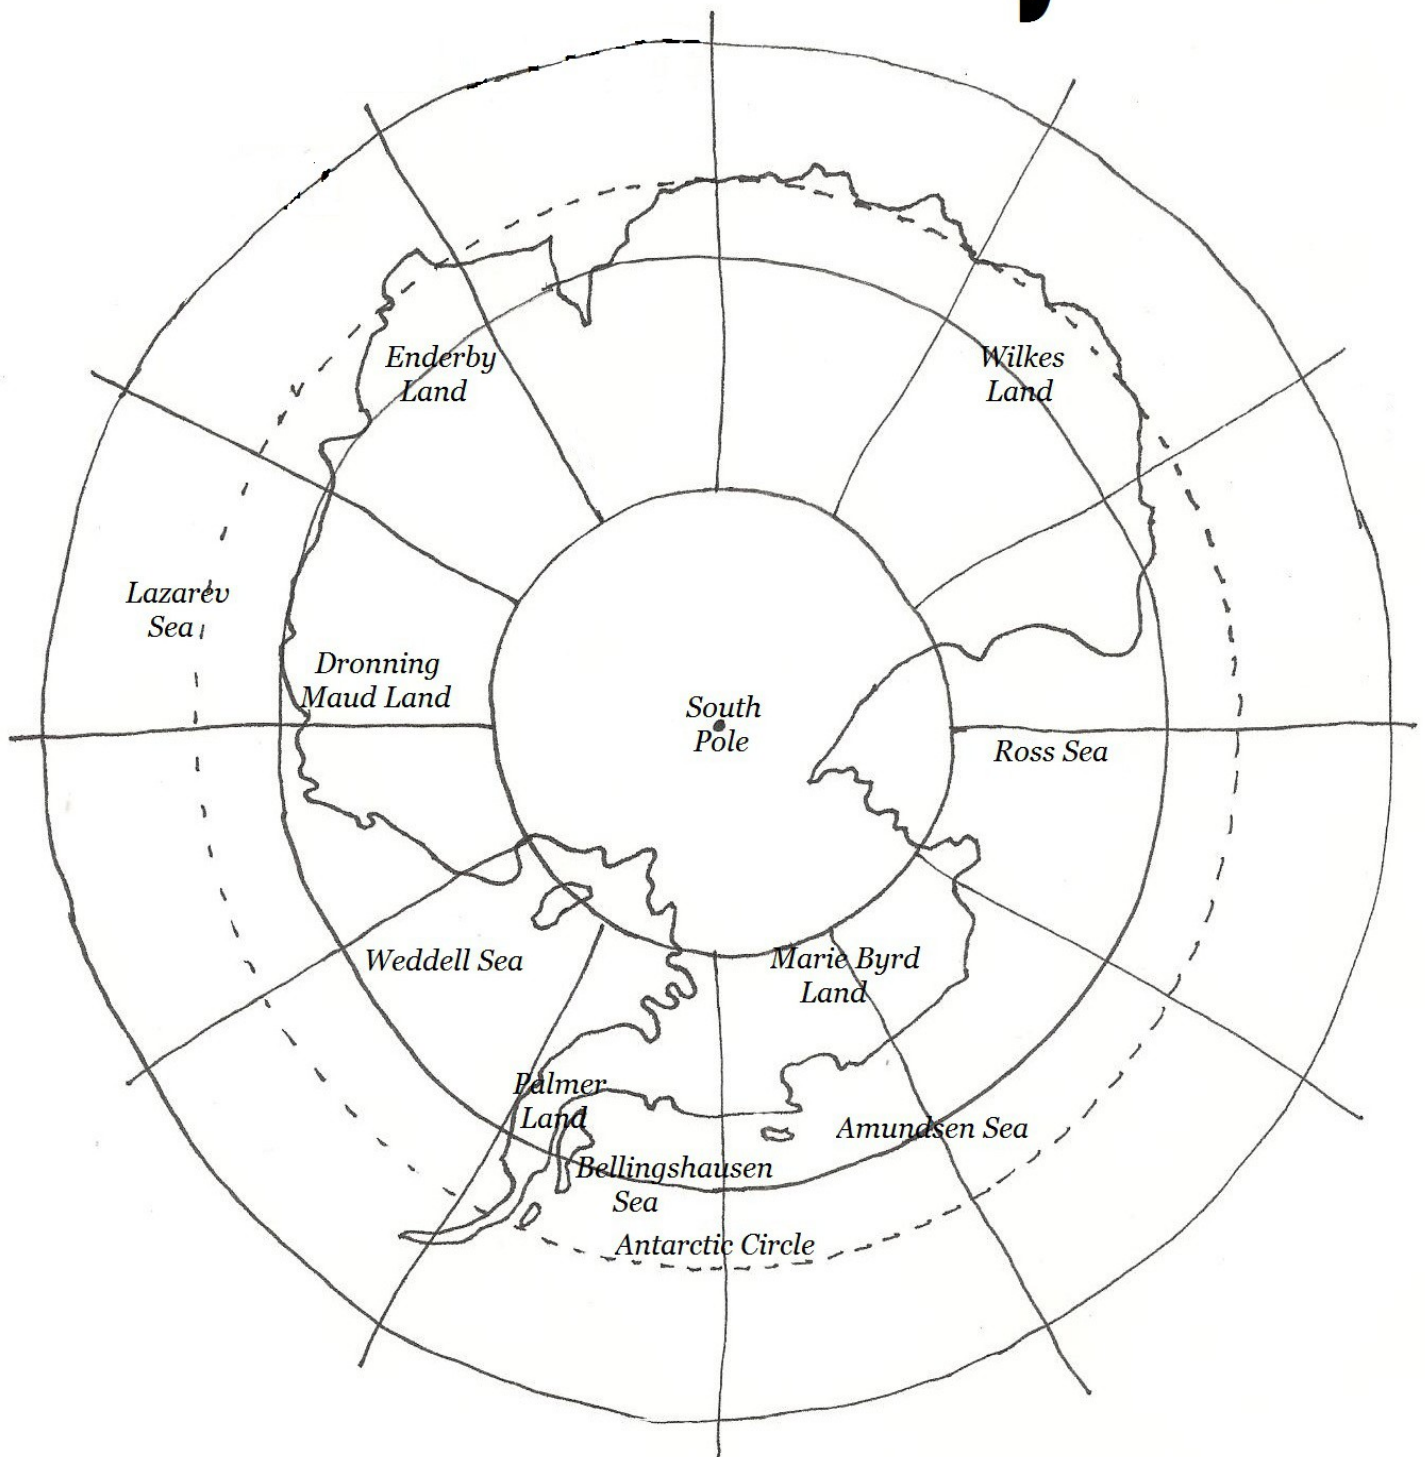 Enderby
Land
Wilkes
Land
Lazarev
Sea
Dronning
Maud Land
South
Pole
Ross Sea
Weddell Sea
Marie Byrd
Land
Palmer
Land
Amundsen Sea
Bellingshausen
Sea
Antarctic Circle